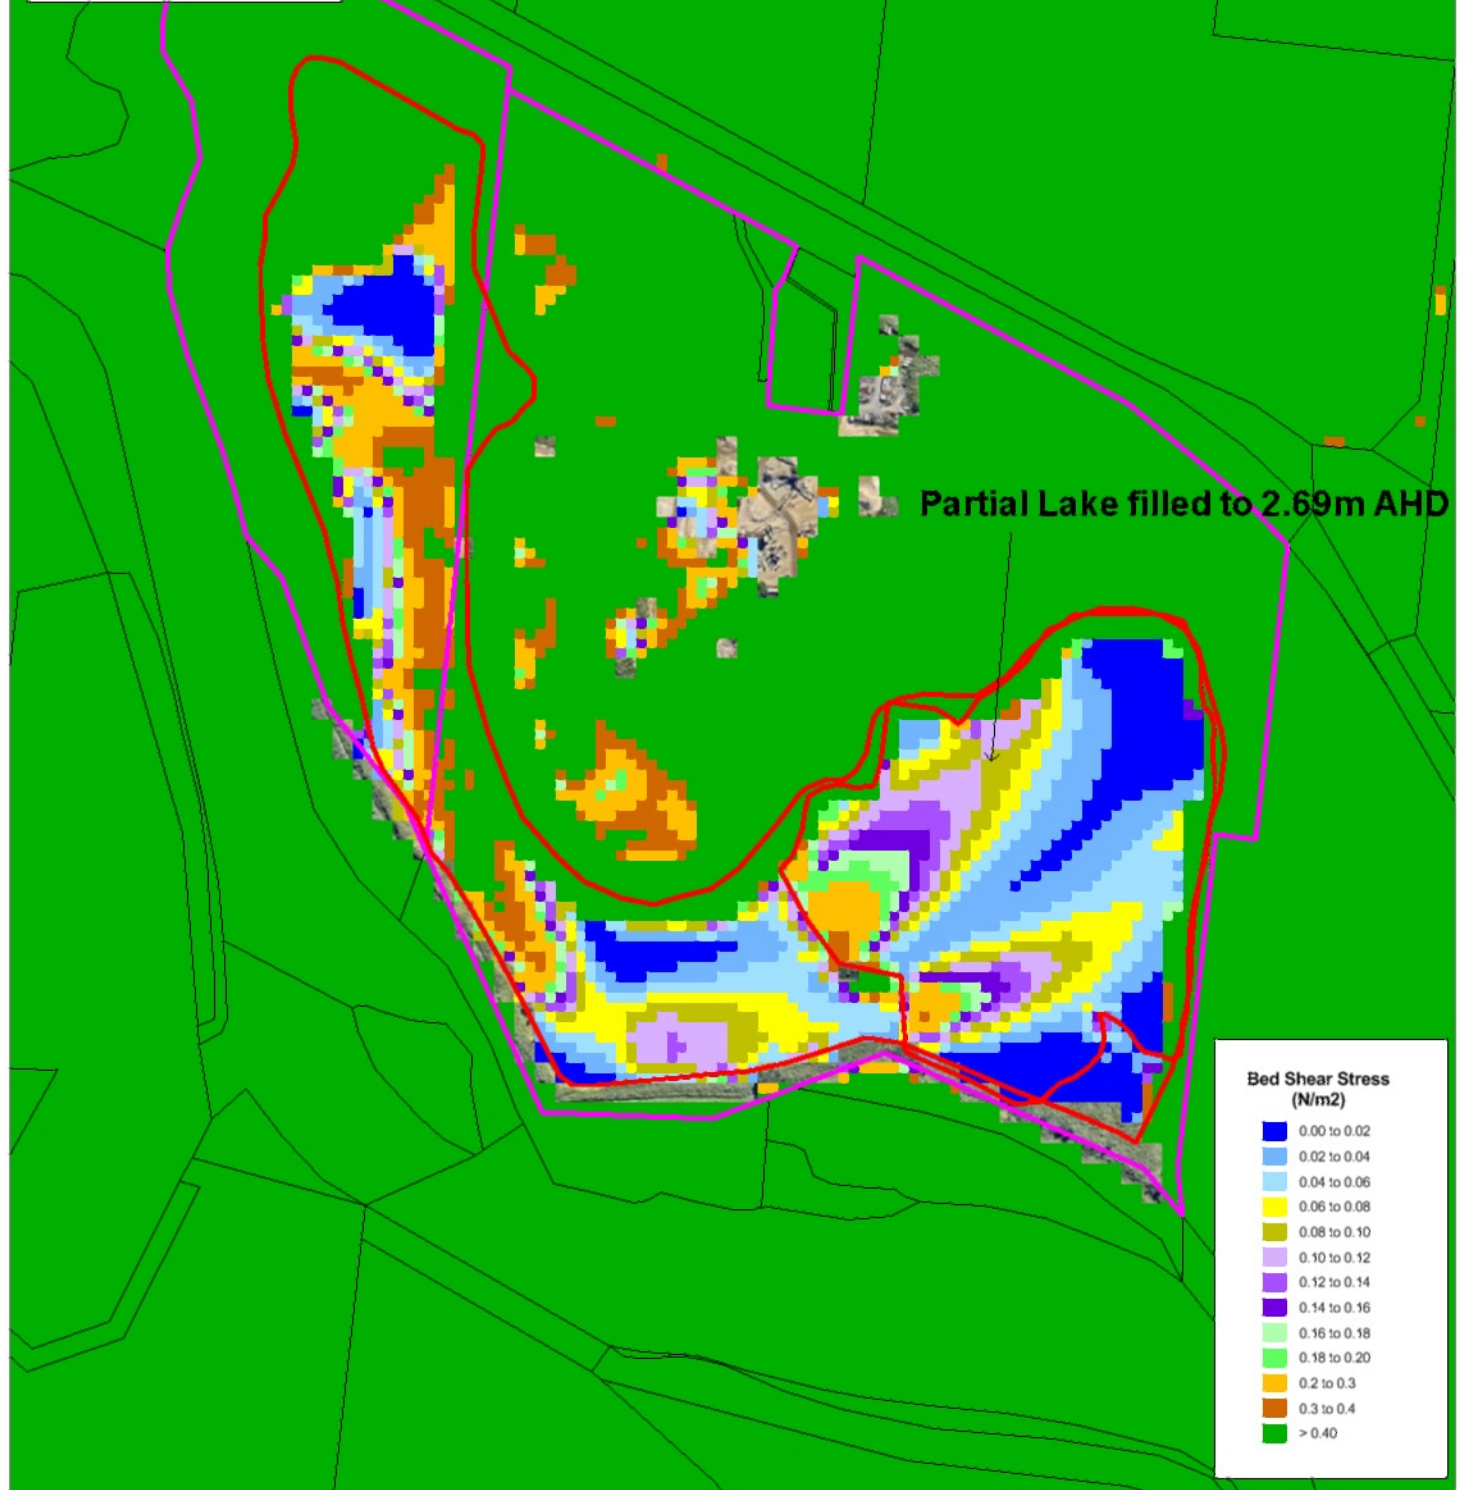 Partial Lake filled to 2.69m AHD
Bed Shear Stress
(N/m2)
0.00 to 0.02
0.02 to 0.04
0.04 to 0.06
0.06 to 0.08
0.08 to 0.10
0.10 to 0.12
0.12 to 0.14
0.14 to 0.16
0.16 to 0.18
0.18 to 0.20
0.2 to 0.3
0.3 to 0.4
> 0.40